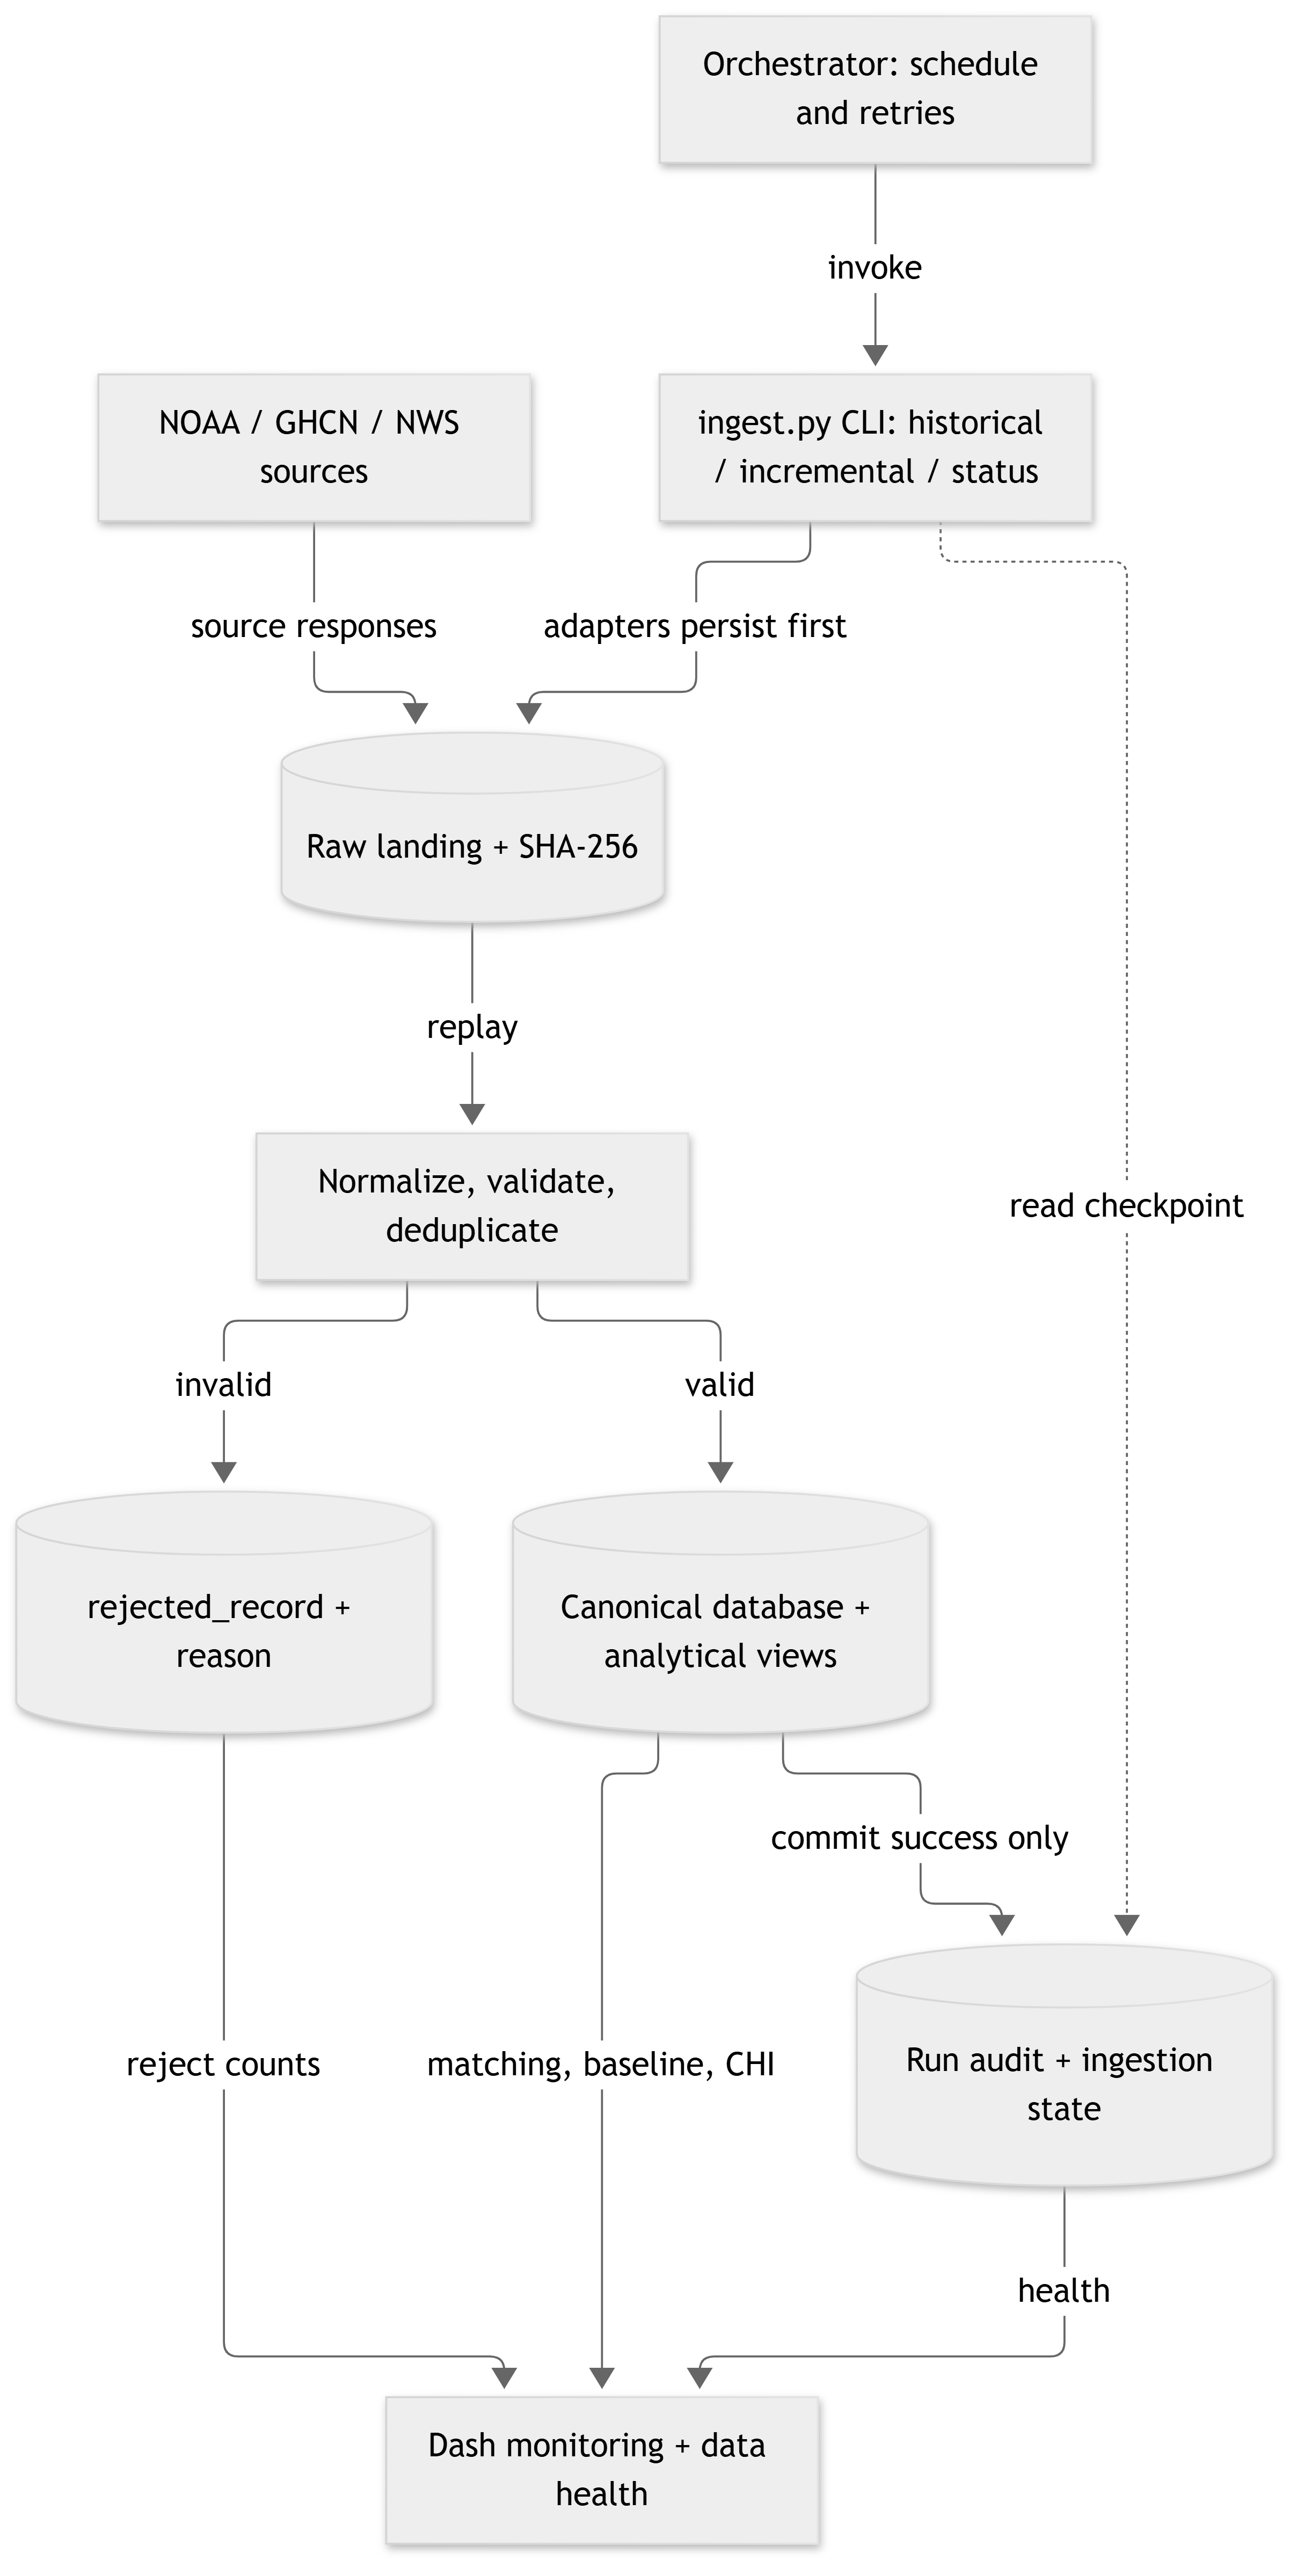 Orchestrator: schedule
and retries
invoke
NOAA / GHCN / NWS
sources
ingest.py CLI: historical
/ incremental / status
source responses
adapters persist first
Raw landing + SHA-256
replay
Normalize, validate,
deduplicate
read checkpoint
invalid
valid
rejected_record +
reason
Canonical database +
analytical views
commit success only
reject counts
matching, baseline, CHI
Run audit + ingestion
state
health
Dash monitoring + data
health